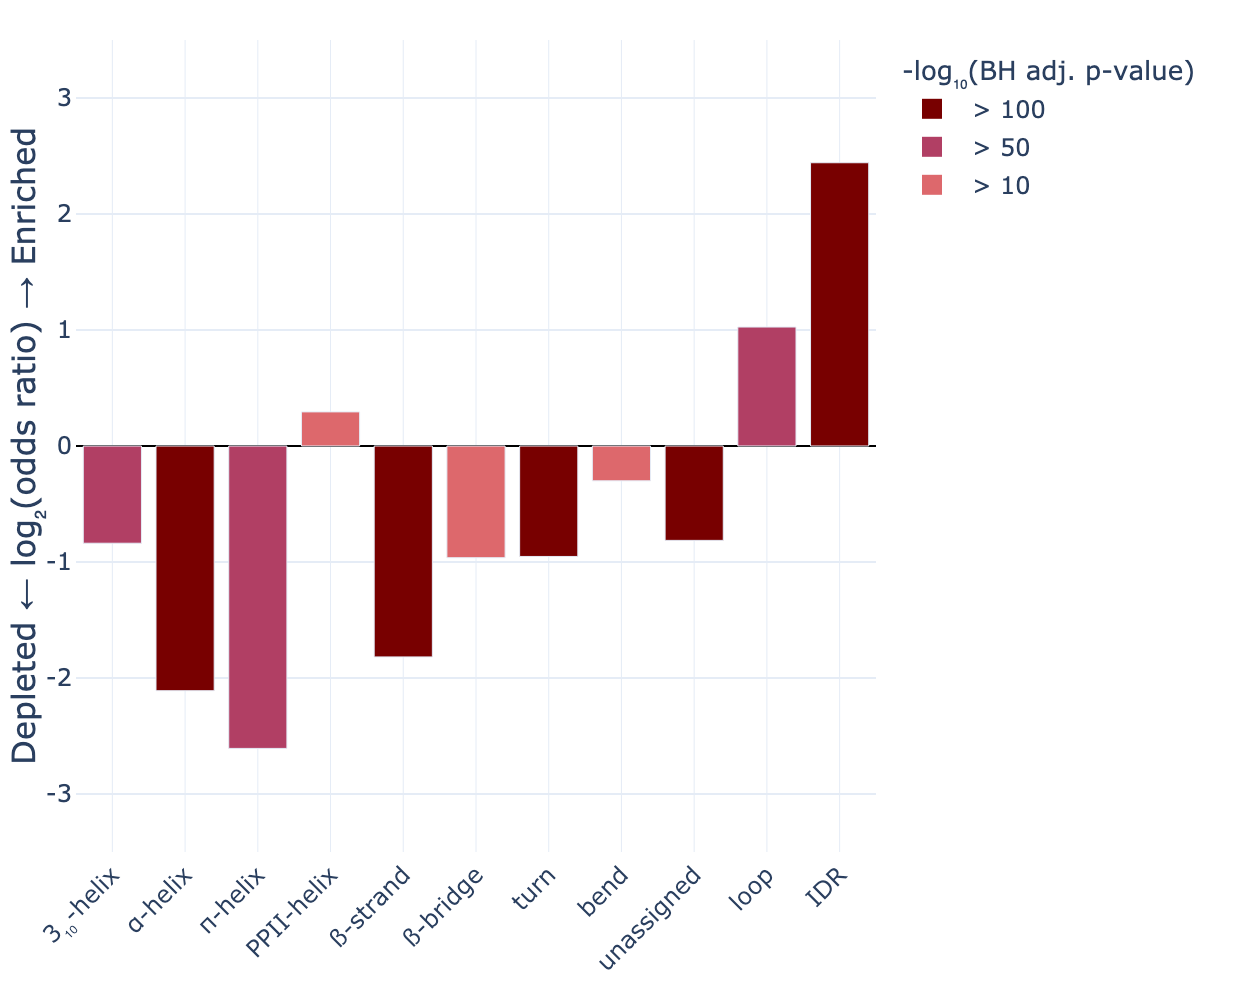 -log₁₀(BH adj. p-value)
> 100
> 50
> 10
Depleted ← log₂(odds ratio) → Enriched
3
2
1
0
-1
-2
-3
3₁₀-helix
α-helix
π-helix
PPII-helix
β-strand
β-bridge
turn
bend
unassigned
loop
IDR